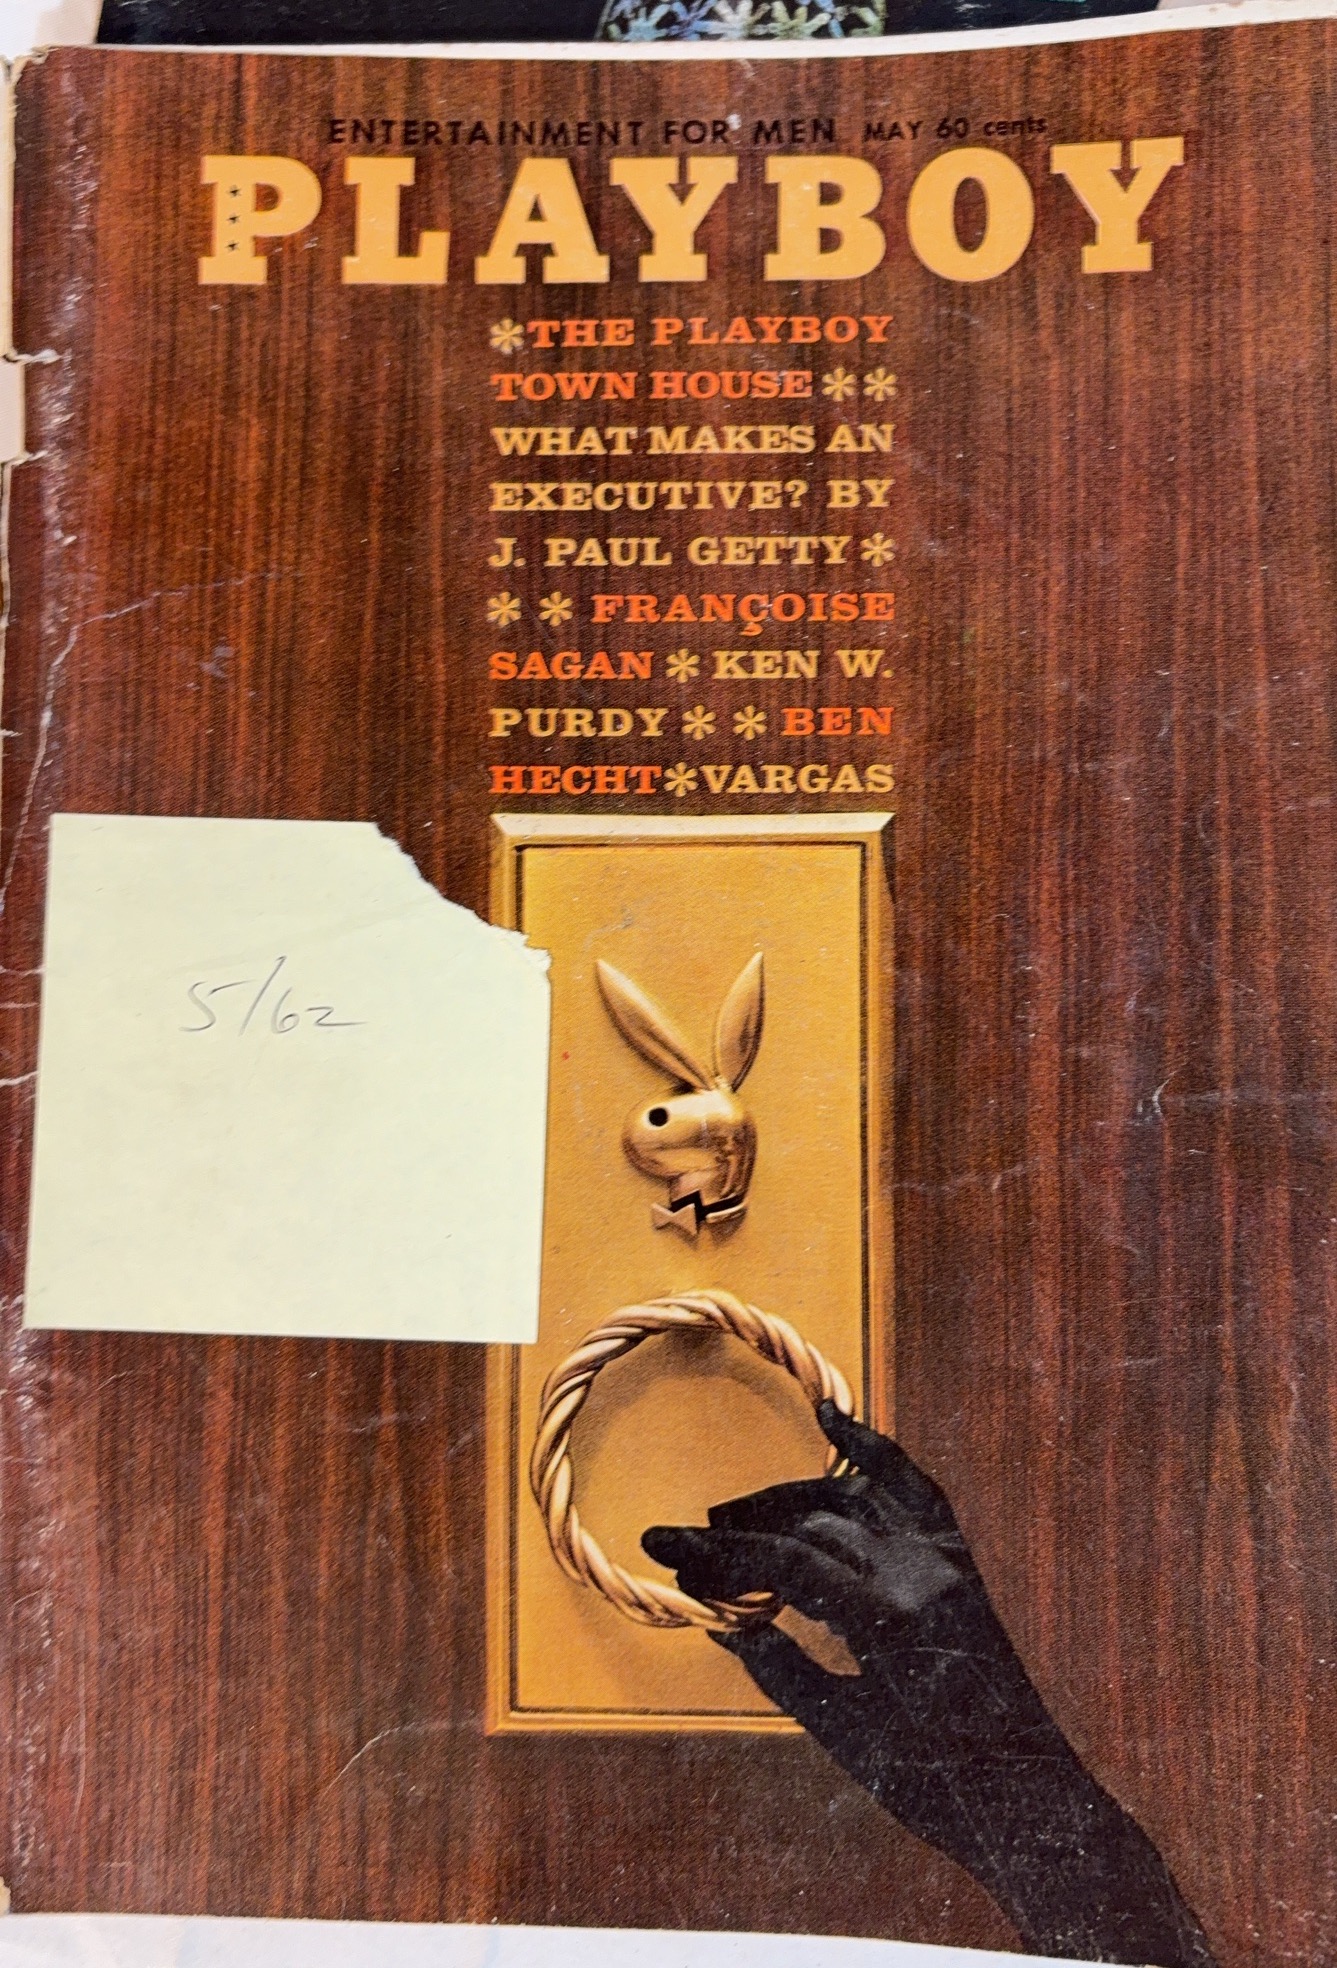 ENTERTAINMENT FOR MEN MAY 60 cents
PLAYBOY
*THE PLAYBOY
TOWN HOUSE **
WHAT MAKES AN
EXECUTIVE? BY
J. PAUL GETTY *
* * FRANÇOISE
SAGAN * KEN W.
PURDY * * BEN
HECHT*VARGAS
5/62